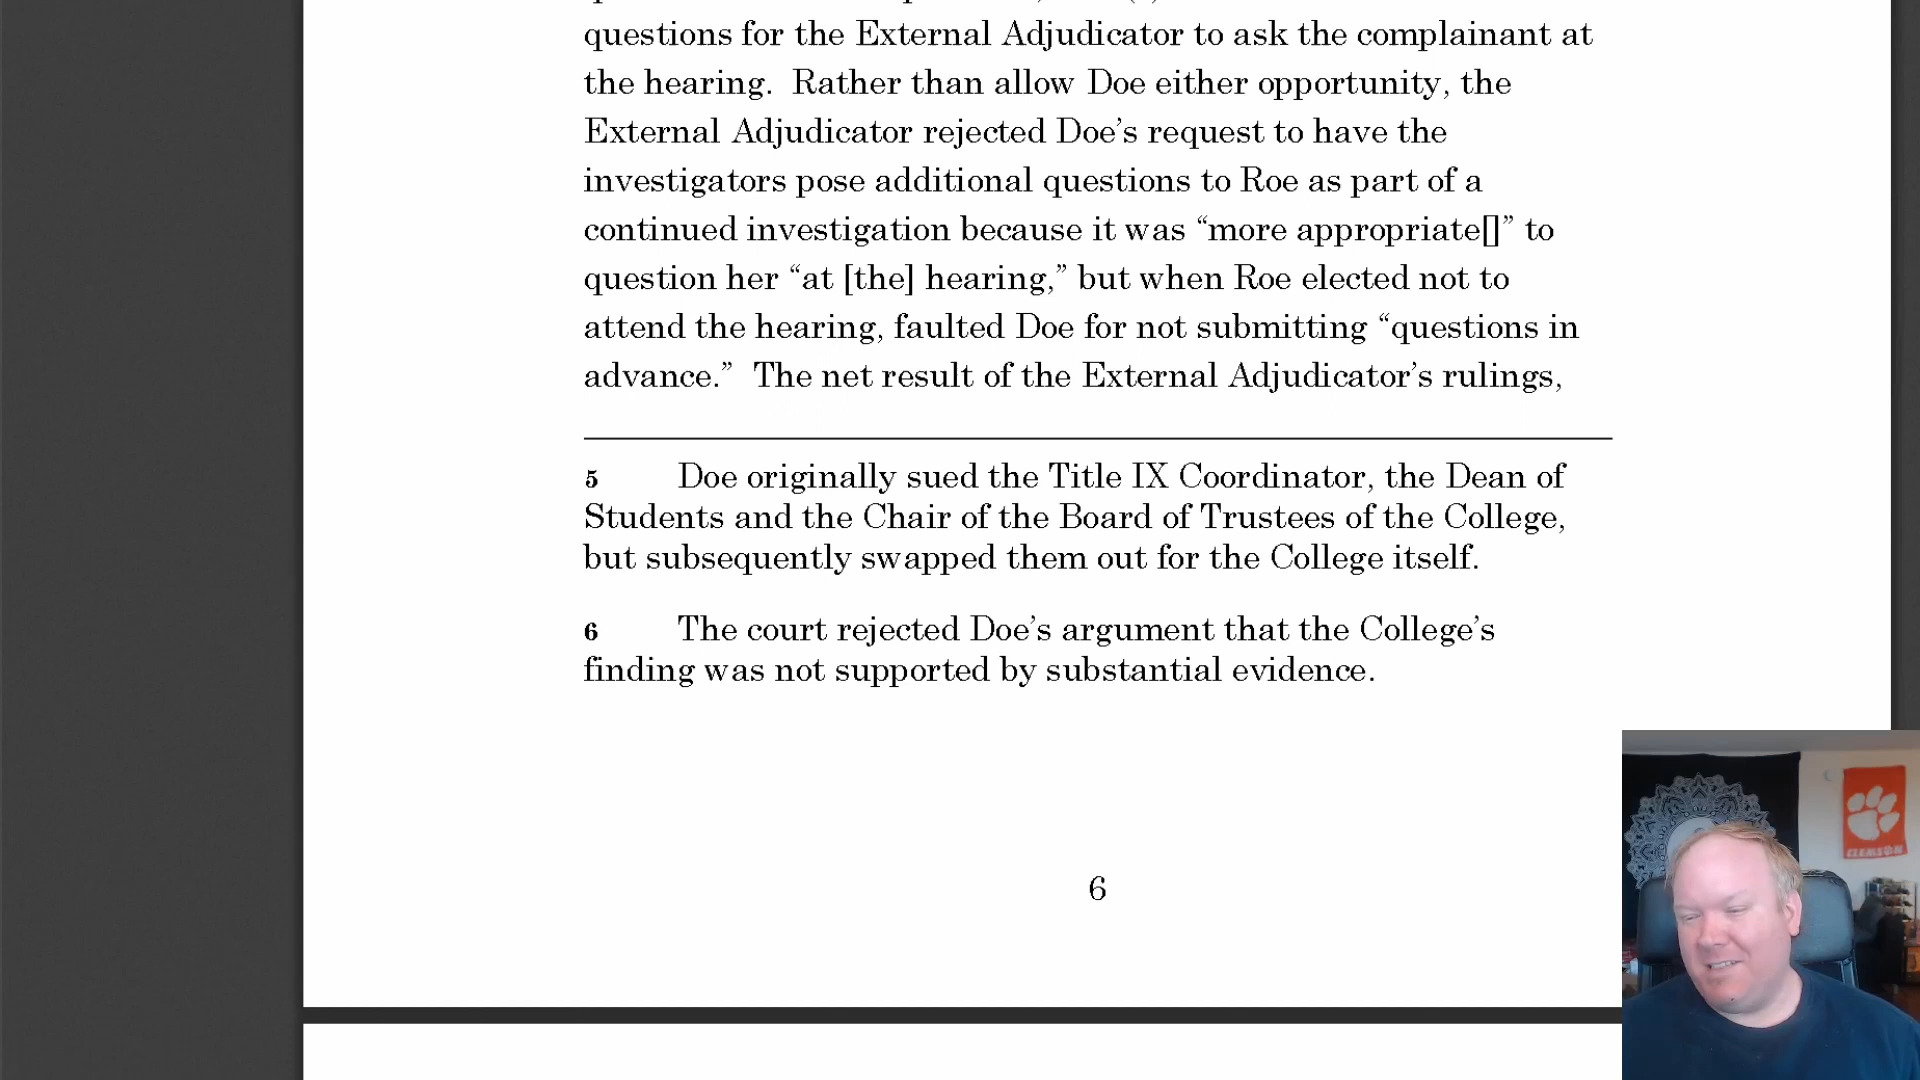 questions for the External Adjudicator to ask the complainant at
the hearing.  Rather than allow Doe either opportunity, the
External Adjudicator rejected Doe’s request to have the
investigators pose additional questions to Roe as part of a
continued investigation because it was “more appropriate[]” to
question her “at [the] hearing,” but when Roe elected not to
attend the hearing, faulted Doe for not submitting “questions in
advance.”  The net result of the External Adjudicator’s rulings,
5 Doe originally sued the Title IX Coordinator, the Dean of
Students and the Chair of the Board of Trustees of the College,
but subsequently swapped them out for the College itself.
6 The court rejected Doe’s argument that the College’s
finding was not supported by substantial evidence.
6
CLEMSON